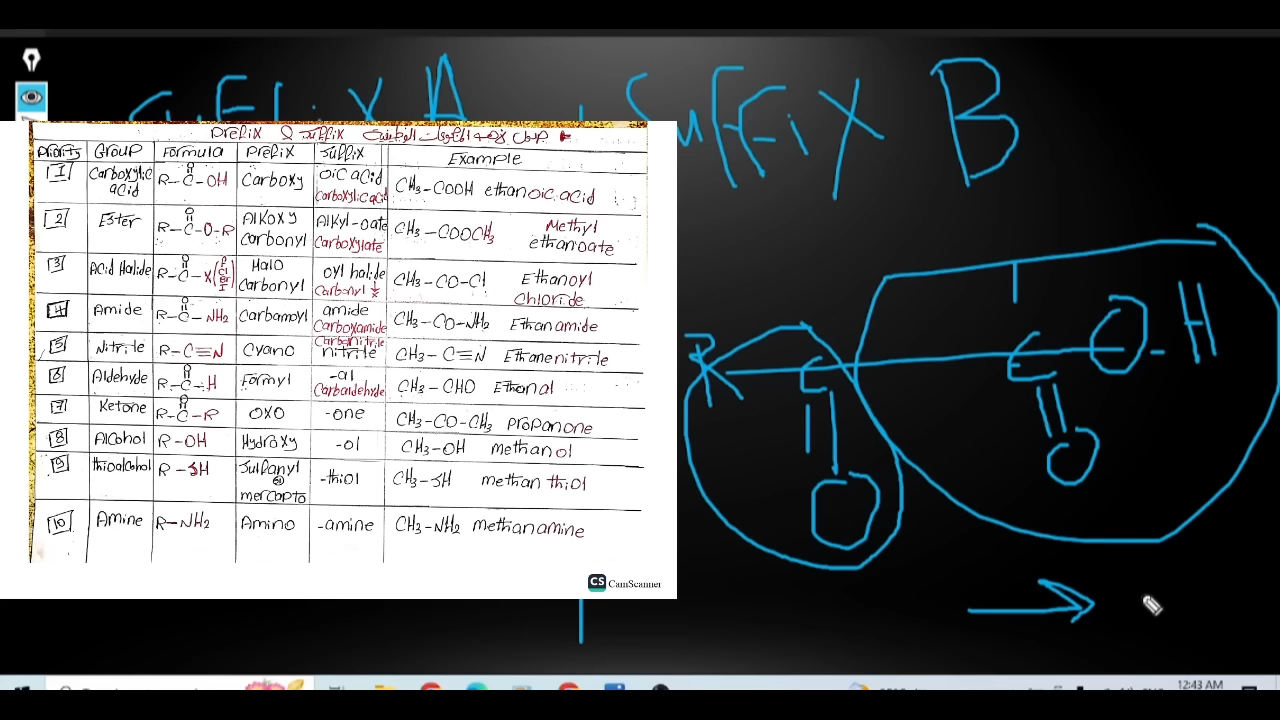 SuFFix B
Prefix & Suffix
Priority Group Formula Prefix Suffix Example
1 Carboxylic acid R-C-OH O Carboxy oic acid carboxylic acid CH3-COOH ethanoic acid
2 Ester R-C-O-R O Alkoxy carbonyl Alkyl-oate Carboxylate CH3-COOCH3 Methyl ethanoate
3 Acid Halide R-C-X O Halo carbonyl oyl halide Carbonyl CH3-CO-Cl Ethanoyl chloride
4 Amide R-C-NH2 O Carbamoyl amide Carboxamide CH3-CO-NH2 Ethanamide
5 Nitrile R-C≡N Cyano Carbonitrile nitrile CH3-C≡N Ethanenitrile
6 Aldehyde R-C-H O Formyl -al Carbaldehyde CH3-CHO Ethanal
7 Ketone R-C-R O oxo -one CH3-CO-CH3 propanone
8 Alcohol R-OH Hydroxy -ol CH3-OH methanol
9 thioalcohol R-SH Sulfanyl mercapto -thiol CH3-SH methanthiol
10 Amine R-NH2 Amino -amine CH3-NH2 methanamine
CS CamScanner
R C C O - H
O O
12:43 AM